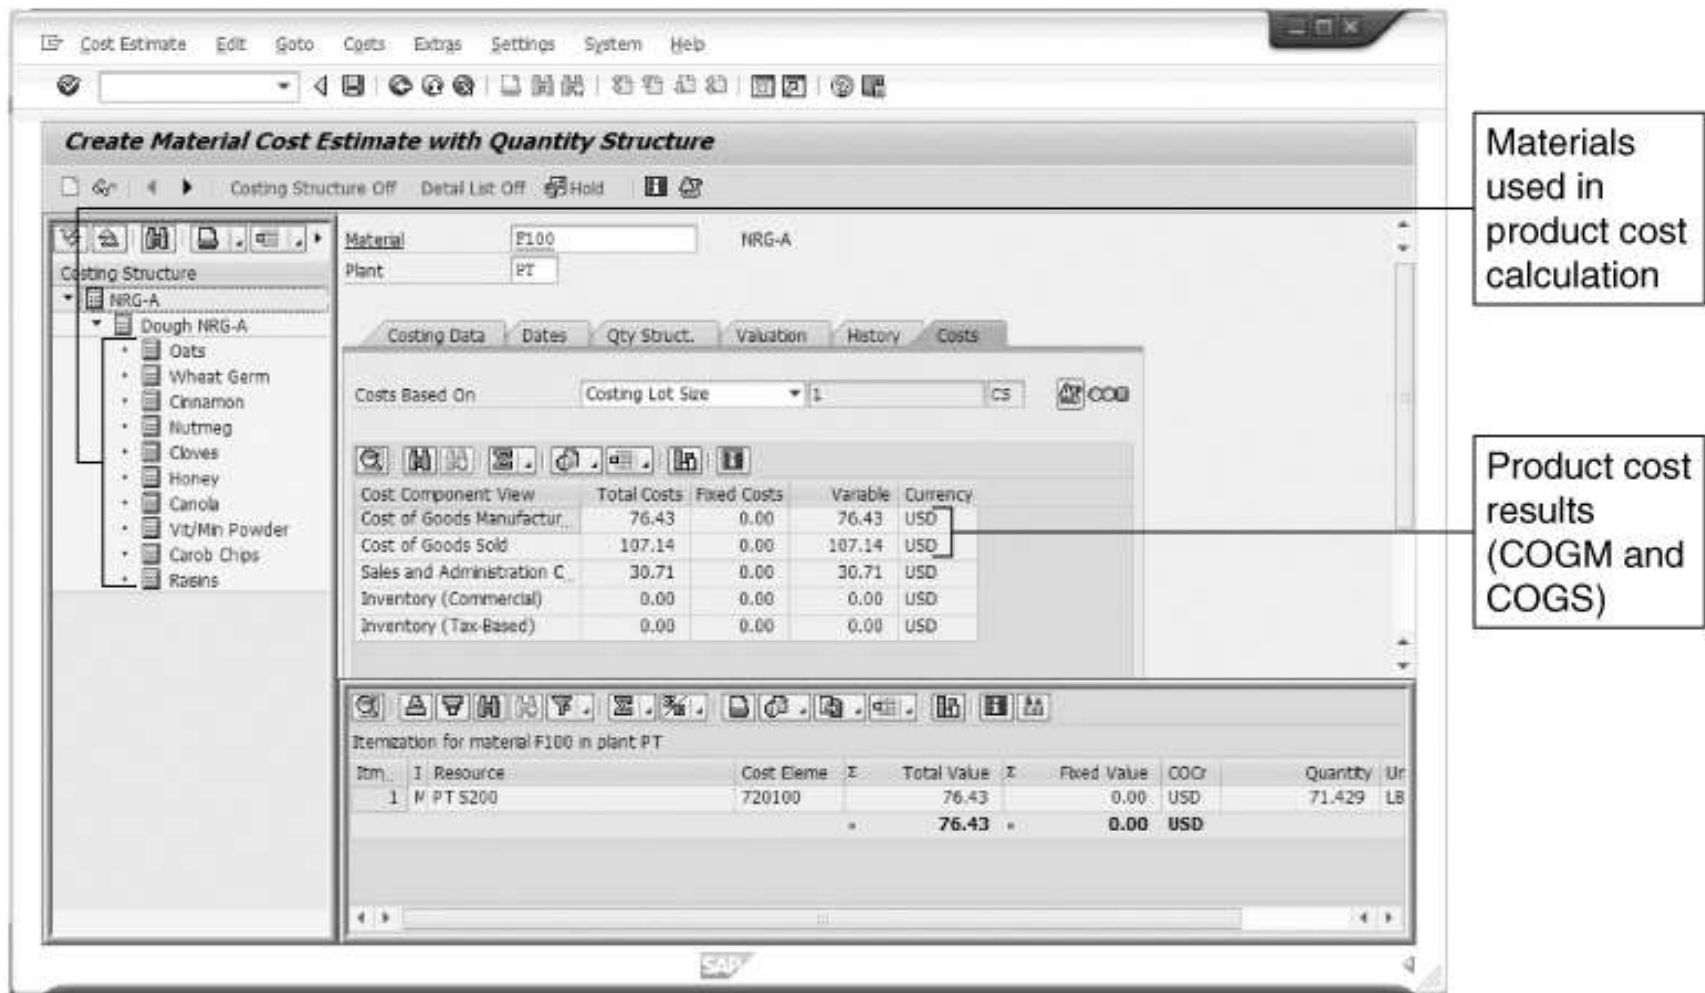 Cost Estimate Edit Goto Costs Extras Settings System Help
Create Material Cost Estimate with Quantity Structure
Costing Structure Off Detail List Off Hold
Costing Structure
NRG-A
Dough NRG-A
Oats
Wheat Germ
Cinnamon
Nutmeg
Cloves
Honey
Canola
Vit/Min Powder
Carob Chips
Raisins
Material F100 NRG-A
Plant PT
Costing Data Dates Qty Struct. Valuation History Costs
Costs Based On Costing Lot Size 1 CS
Cost Component View Total Costs Fixed Costs Variable Currency
Cost of Goods Manufactur.. 76.43 0.00 76.43 USD
Cost of Goods Sold 107.14 0.00 107.14 USD
Sales and Administration C.. 30.71 0.00 30.71 USD
Inventory (Commercial) 0.00 0.00 0.00 USD
Inventory (Tax-Based) 0.00 0.00 0.00 USD
Itemization for material F100 in plant PT
Itm.. I Resource Cost Eleme Σ Total Value Σ Fixed Value COCr Quantity Un
1 M PT S200 720100 76.43 0.00 USD 71.429 LB
76.43 0.00 USD
SAP
Materials
used in
product cost
calculation
Product cost
results
(COGM and
COGS)